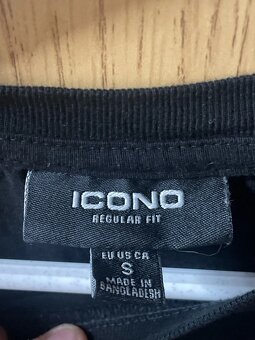 ICONO
REGULAR FIT
EU US CA
S
MADE IN
BANGLADESH